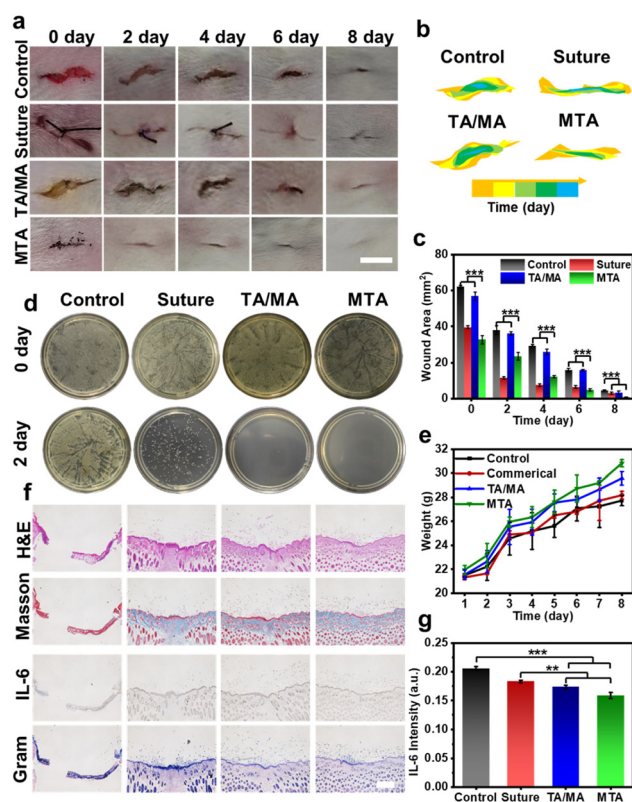 a
0 day 2 day 4 day 6 day 8 day
Control
Suture
TA/MA
MTA
b
Control Suture
TA/MA MTA
Time (day)
c
Wound Area (mm²)
80
60
40
20
0
Control Suture
TA/MA MTA
*** *** *** *** ***
0 2 4 6 8
Time (day)
d
Control Suture TA/MA MTA
0 day
2 day
e
Weight (g)
32
30
28
26
24
22
Control
Commerical
TA/MA
MTA
1 2 3 4 5 6 7 8
Time (day)
f
H&E
Masson
IL-6
Gram
g
IL-6 Intensity (a.u.)
0.25
0.20
0.15
0.10
0.05
0.00
***
**
Control Suture TA/MA MTA